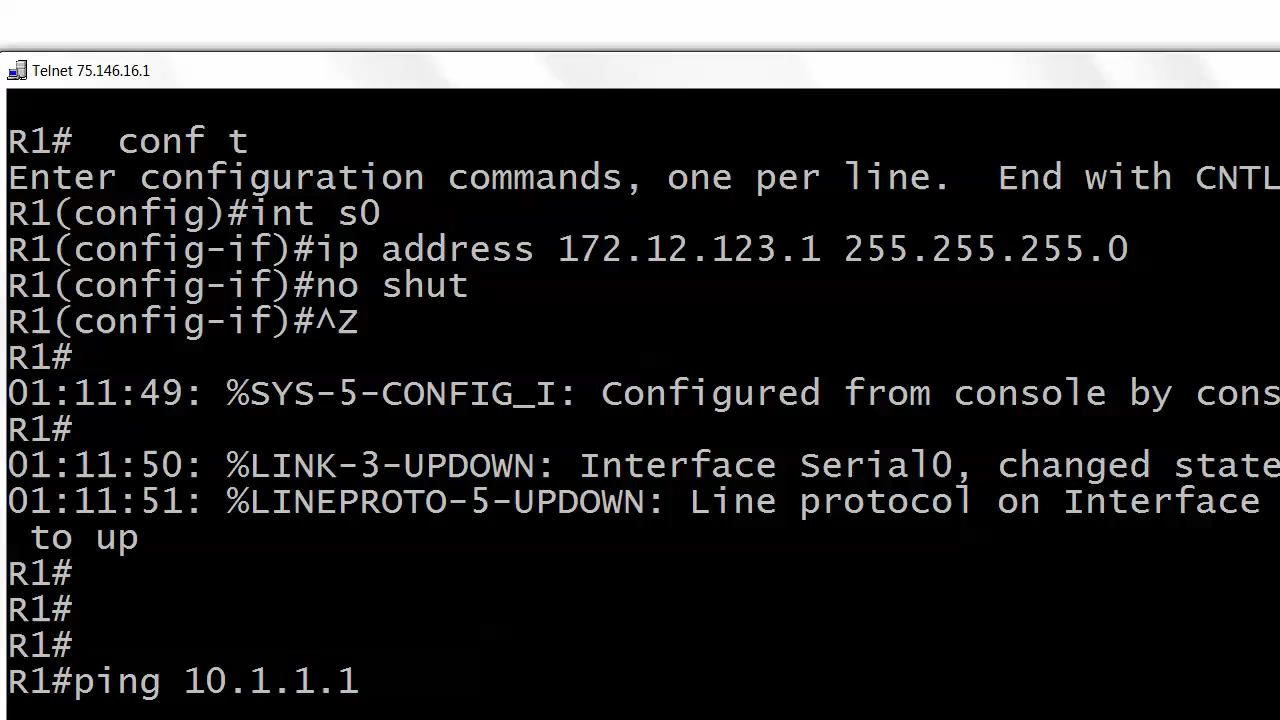 Telnet 75.146.16.1
R1#  conf t
Enter configuration commands, one per line.  End with CNTL
R1(config)#int s0
R1(config-if)#ip address 172.12.123.1 255.255.255.0
R1(config-if)#no shut
R1(config-if)#^Z
R1#
01:11:49: %SYS-5-CONFIG_I: Configured from console by cons
R1#
01:11:50: %LINK-3-UPDOWN: Interface Serial0, changed state
01:11:51: %LINEPROTO-5-UPDOWN: Line protocol on Interface
 to up
R1#
R1#
R1#
R1#ping 10.1.1.1